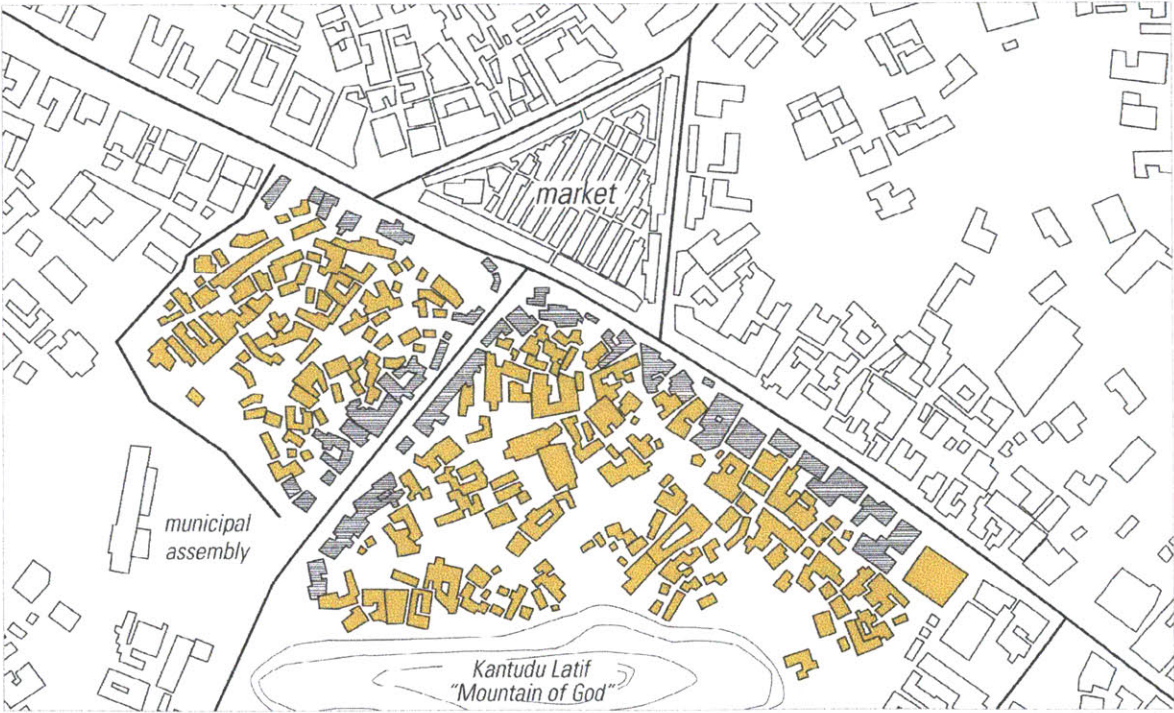 market
municipal
assembly
Kantudu Latif
"Mountain of God"